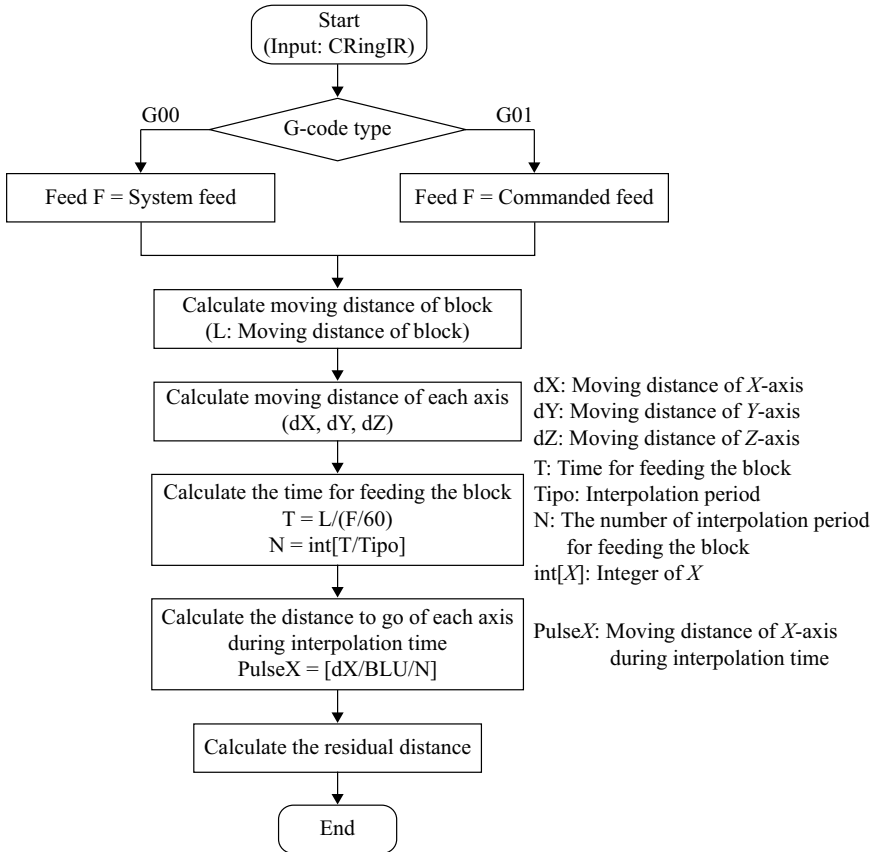 Start
(Input: CRingIR)
G00
G01
G-code type
Feed F = System feed
Feed F = Commanded feed
Calculate moving distance of block
(L: Moving distance of block)
Calculate moving distance of each axis
(dX, dY, dZ)
dX: Moving distance of X-axis
dY: Moving distance of Y-axis
dZ: Moving distance of Z-axis
Calculate the time for feeding the block
T = L/(F/60)
N = int[T/Tipo]
T: Time for feeding the block
Tipo: Interpolation period
N: The number of interpolation period
for feeding the block
int[X]: Integer of X
Calculate the distance to go of each axis
during interpolation time
PulseX = [dX/BLU/N]
PulseX: Moving distance of X-axis
during interpolation time
Calculate the residual distance
End